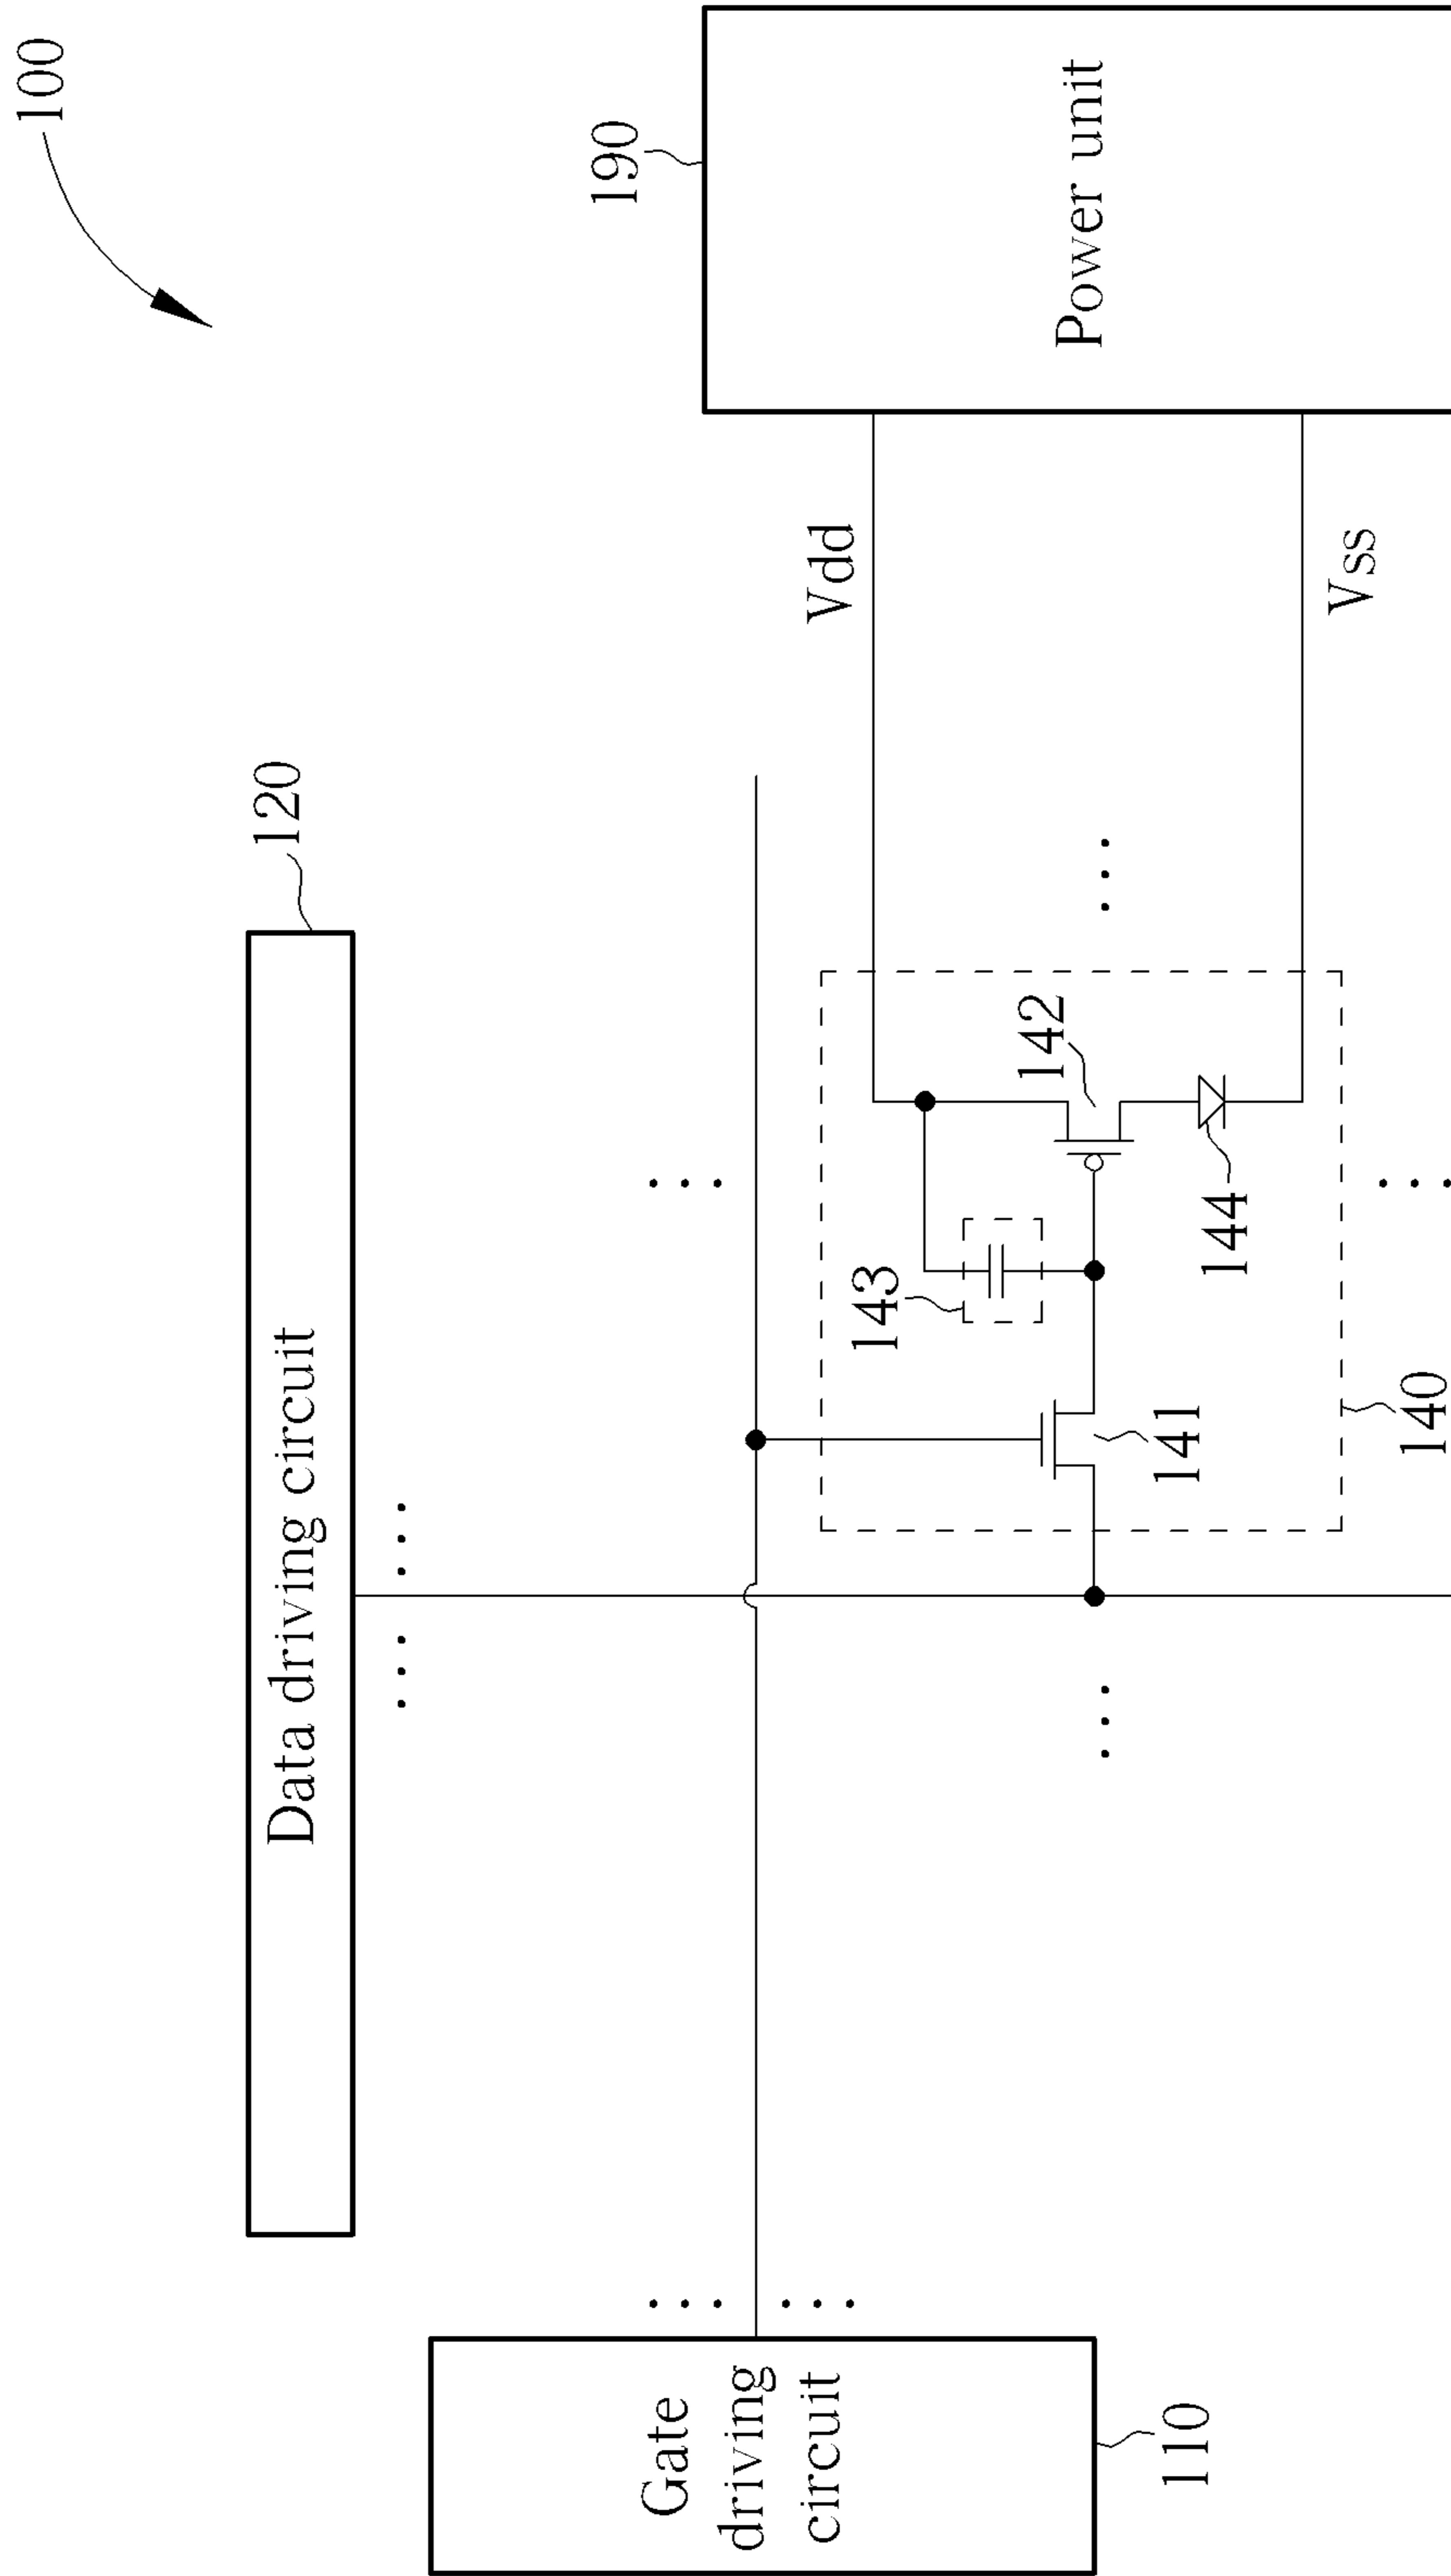 100
Data driving circuit
120
Gate
driving
circuit
110
190
Power unit
Vdd
Vss
143
142
141
144
140